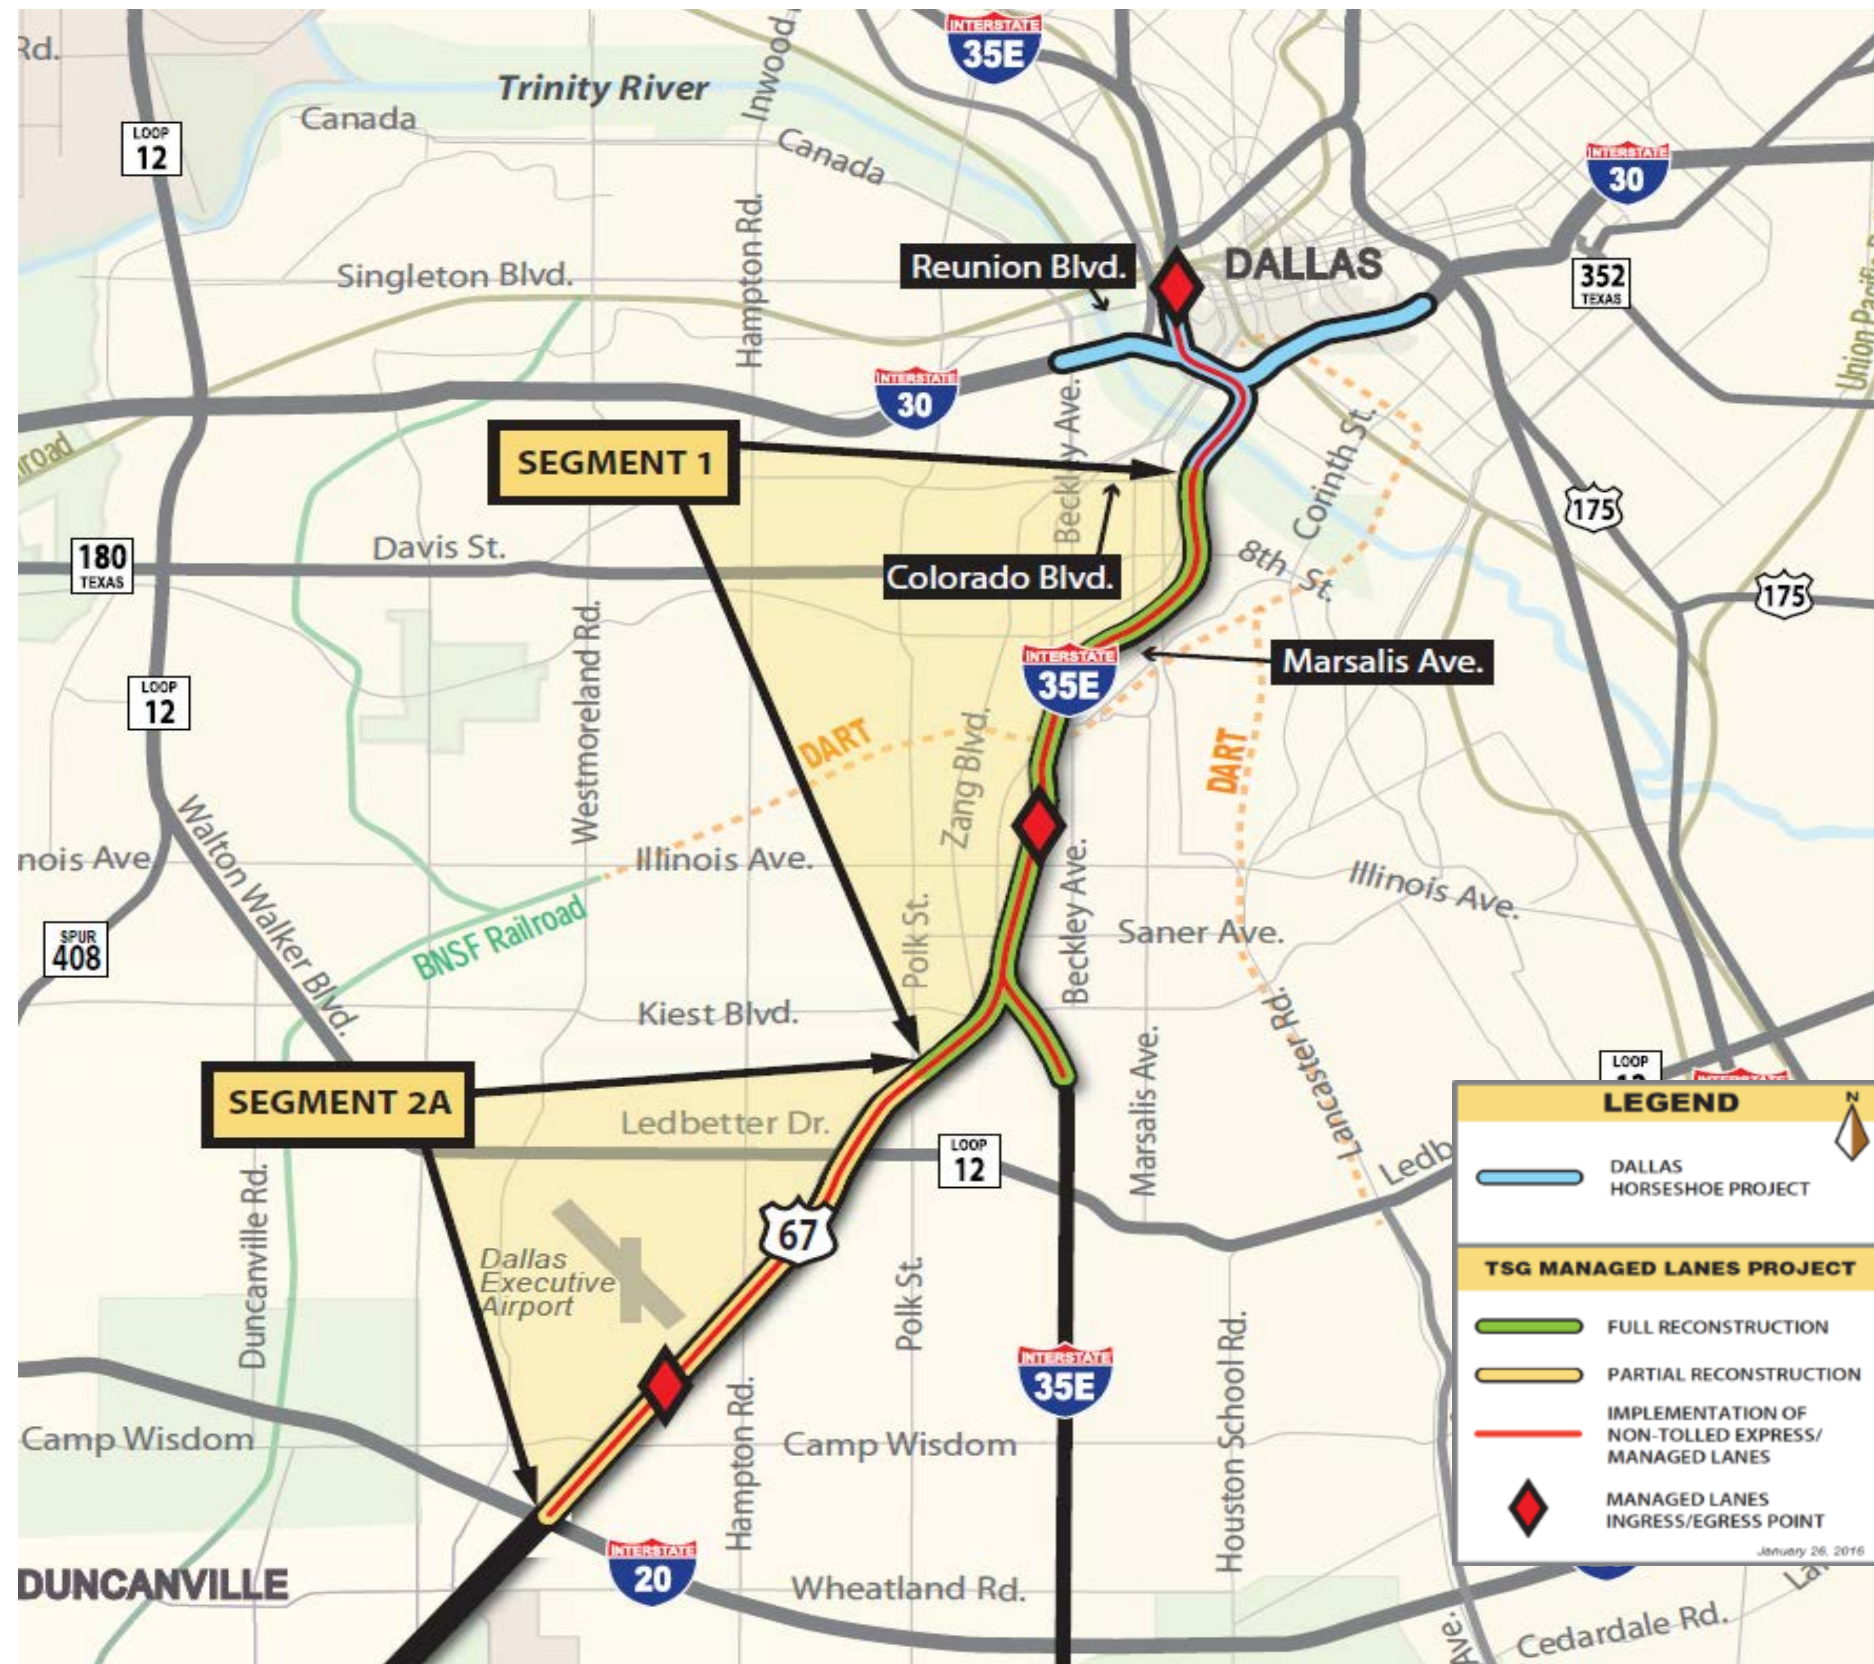 Rd.
INTERSTATE
35E
Trinity River
Inwood
Canada
Canada
LOOP
12
INTERSTATE
30
Hampton Rd.
Reunion Blvd.
DALLAS
352
TEXAS
Singleton Blvd.
INTERSTATE
30
SEGMENT 1
Beckley Ave.
Corinth St.
175
Davis St.
180
TEXAS
Colorado Blvd.
8th St.
175
Westmoreland Rd.
INTERSTATE
35E
Marsalis Ave.
LOOP
12
DART
Zang Blvd.
DART
Walton Walker Blvd.
nois Ave.
Illinois Ave.
Beckley Ave.
Illinois Ave.
SPUR
408
BNSF Railroad
Polk St.
Saner Ave.
Kiest Blvd.
Lancaster Rd.
Marsalis Ave.
LOOP
SEGMENT 2A
Ledbetter Dr.
LOOP
12
Ledb
Duncanville Rd.
67
Dallas
Executive
Airport
Polk St.
Houston School Rd.
INTERSTATE
35E
Camp Wisdom
Hampton Rd.
Camp Wisdom
INTERSTATE
20
DUNCANVILLE
Wheatland Rd.
Cedardale Rd.
Ave.
LEGEND
N
DALLAS
HORSESHOE PROJECT
TSG MANAGED LANES PROJECT
FULL RECONSTRUCTION
PARTIAL RECONSTRUCTION
IMPLEMENTATION OF
NON-TOLLED EXPRESS/
MANAGED LANES
MANAGED LANES
INGRESS/EGRESS POINT
January 26, 2016